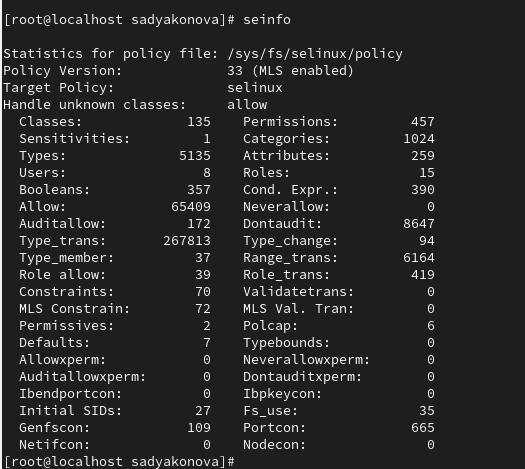 [root@localhost sadyakonova]# seinfo
Statistics for policy file: /sys/fs/selinux/policy
Policy Version:             33 (MLS enabled)
Target Policy:              selinux
Handle unknown classes:     allow
  Classes:             135    Permissions:         457
  Sensitivities:         1    Categories:         1024
  Types:              5135    Attributes:          259
  Users:                 8    Roles:                15
  Booleans:            357    Cond. Expr.:         390
  Allow:             65409    Neverallow:            0
  Auditallow:          172    Dontaudit:          8647
  Type_trans:       267813    Type_change:          94
  Type_member:          37    Range_trans:        6164
  Role allow:           39    Role_trans:          419
  Constraints:          70    Validatetrans:         0
  MLS Constrain:        72    MLS Val. Tran:         0
  Permissives:           2    Polcap:                6
  Defaults:              7    Typebounds:            0
  Allowxperm:            0    Neverallowxperm:       0
  Auditallowxperm:       0    Dontauditxperm:        0
  Ibendportcon:          0    Ibpkeycon:             0
  Initial SIDs:         27    Fs_use:               35
  Genfscon:            109    Portcon:             665
  Netifcon:              0    Nodecon:               0
[root@localhost sadyakonova]#